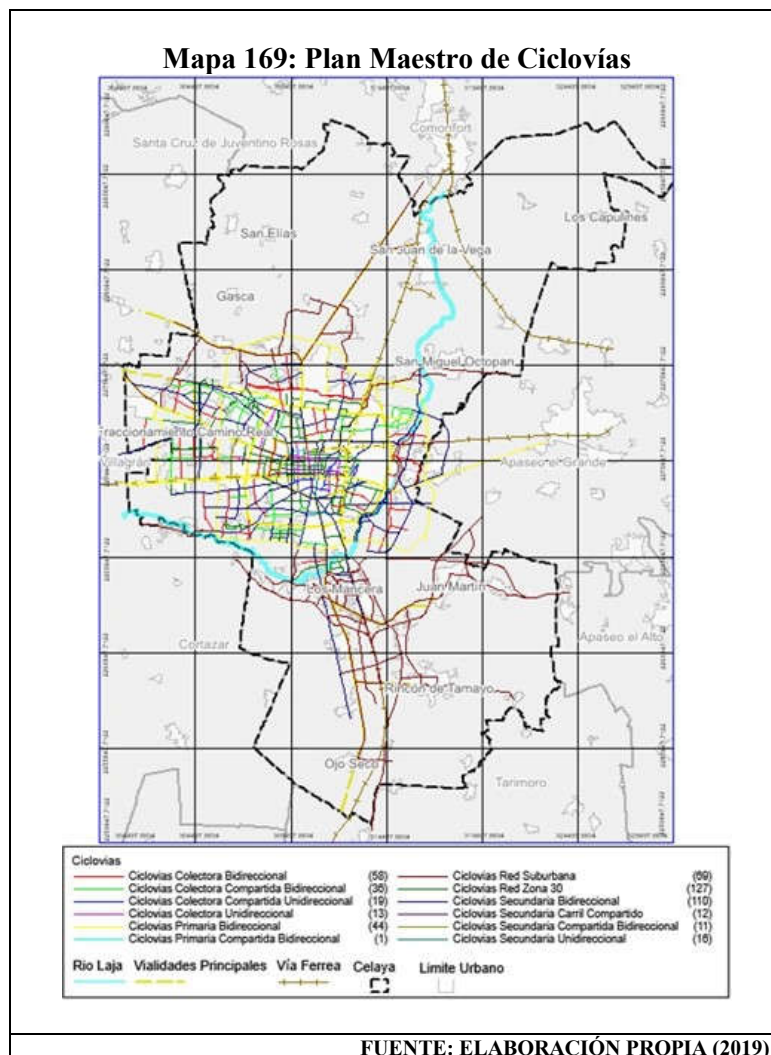 Mapa 169: Plan Maestro de Ciclovías
Comonfort
Santa Cruz de Juventino Rosas
Los Capulines
San Elías
San Juan de la Vega
Gasca
San Miguel Octopan
Fraccionamiento Camino Real
Villagrán
Apaseo el Grande
Los Mancera
Juan Martín
Cortazar
Apaseo el Alto
Rincón de Tamayo
Ojo Seco
Tarimoro
Ciclovias
Ciclovias Colectora Bidireccional (58)
Ciclovias Colectora Compartida Bidireccional (36)
Ciclovias Colectora Compartida Unidireccional (19)
Ciclovias Colectora Unidireccional (13)
Ciclovias Primaria Bidireccional (44)
Ciclovias Primaria Compartida Bidireccional (1)
Ciclovias Red Suburbana (69)
Ciclovias Red Zona 30 (127)
Ciclovias Secundaria Bidireccional (110)
Ciclovias Secundaria Carril Compartido (12)
Ciclovias Secundaria Compartida Bidireccional (11)
Ciclovias Secundaria Unidireccional (16)
Rio Laja Vialidades Principales Vía Ferrea Celaya Limite Urbano
FUENTE: ELABORACIÓN PROPIA (2019)